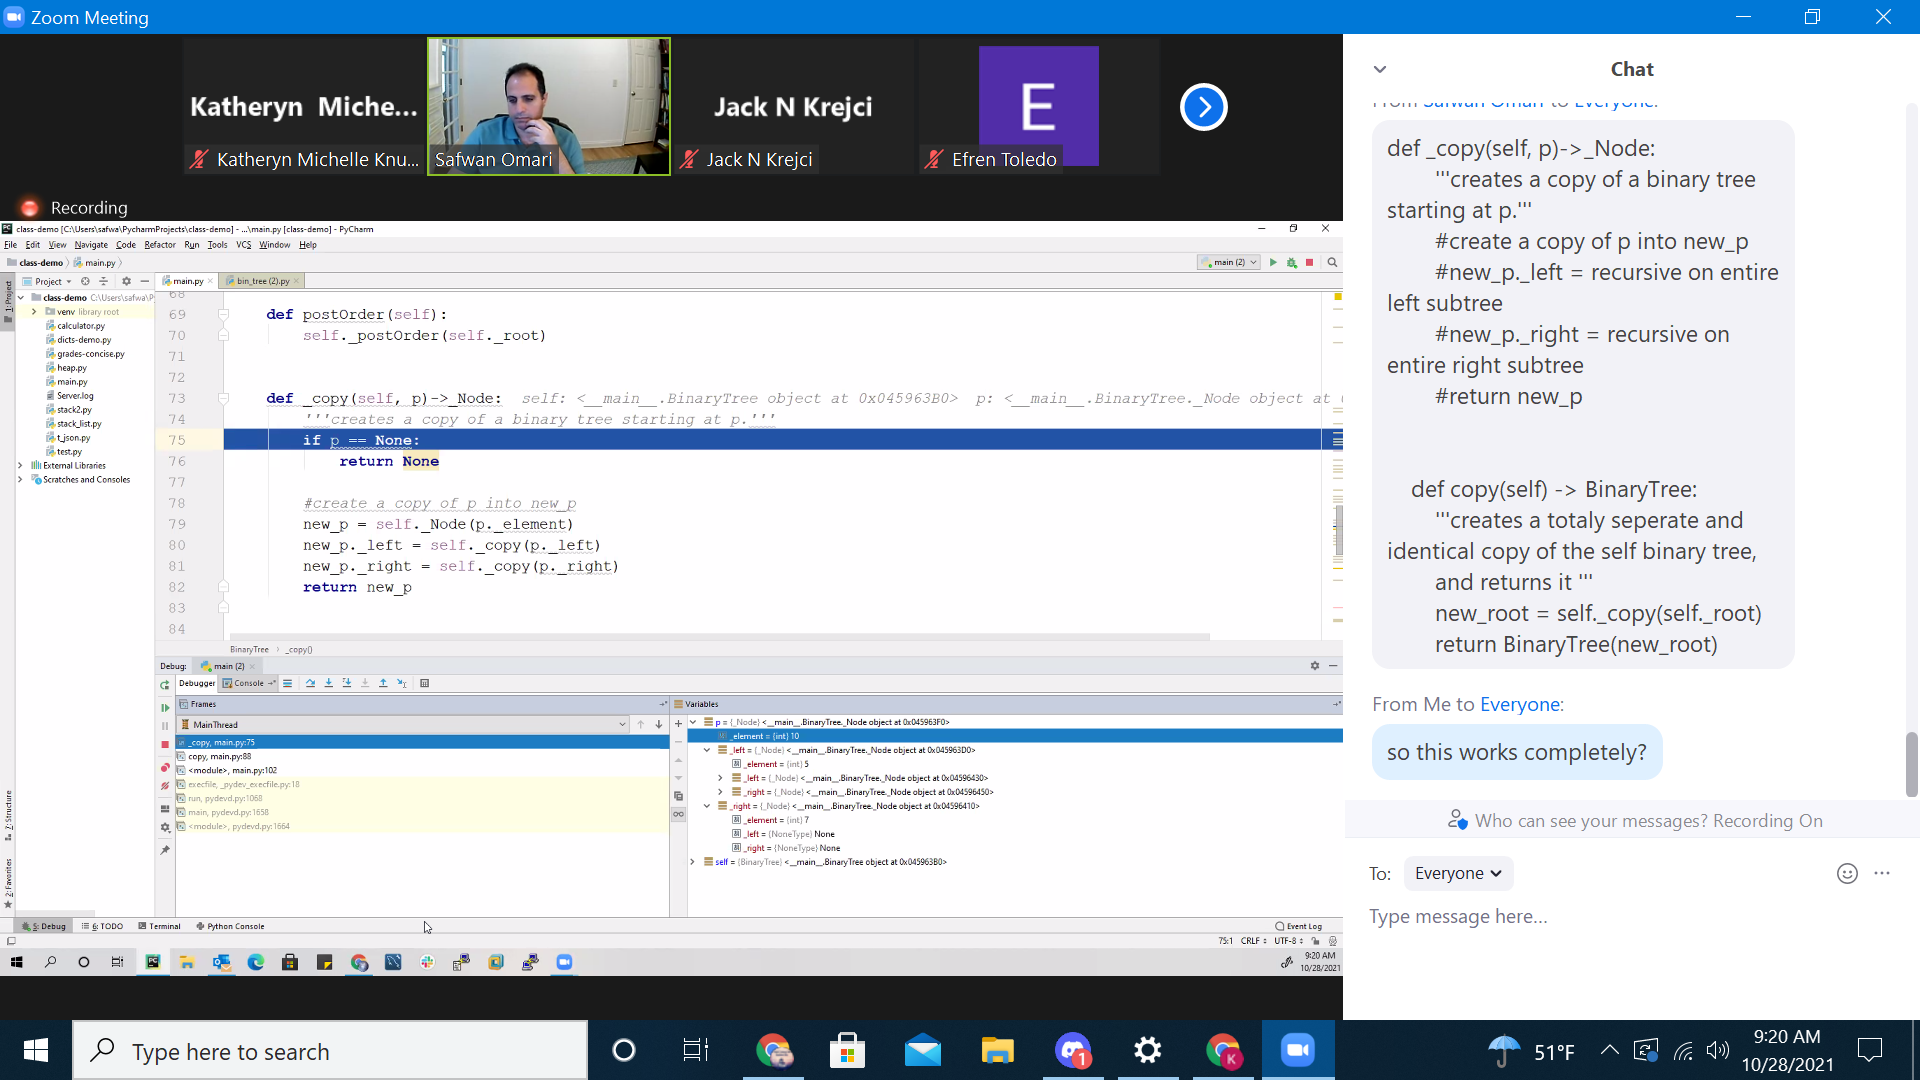 Zoom Meeting
Katheryn Miche...
Katheryn Michelle Knu...
Safwan Omari
Jack N Krejci
Jack N Krejci
E
Efren Toledo
Recording
class-demo [C:\Users\safwa\PycharmProjects\class-demo] - ...\main.py [class-demo] - PyCharm
File Edit View Navigate Code Refactor Run Tools VCS Window Help
class-demo main.py
main (2)
Project
main.py
bin_tree (2).py
1: Project
class-demo C:\Users\safwa\P
venv library root
calculator.py
dicts-demo.py
grades-concise.py
heap.py
main.py
Server.log
stack2.py
stack_list.py
t_json.py
test.py
External Libraries
Scratches and Consoles
68
69 def postOrder(self):
70 self._postOrder(self._root)
71
72
73 def _copy(self, p)->_Node: self: <__main__.BinaryTree object at 0x045963B0> p: <__main__.BinaryTree._Node object at
74 '''creates a copy of a binary tree starting at p.'''
75 if p == None:
76 return None
77
78 #create a copy of p into new_p
79 new_p = self._Node(p._element)
80 new_p._left = self._copy(p._left)
81 new_p._right = self._copy(p._right)
82 return new_p
83
84
BinaryTree _copy()
Debug: main (2)
Debugger Console
Frames
MainThread
_copy, main.py:75
copy, main.py:88
<module>, main.py:102
execfile, _pydev_execfile.py:18
run, pydevd.py:1068
main, pydevd.py:1658
<module>, pydevd.py:1664
Variables
p = {_Node} <__main__.BinaryTree._Node object at 0x045963F0>
_element = {int} 10
_left = {_Node} <__main__.BinaryTree._Node object at 0x045963D0>
_element = {int} 5
_left = {_Node} <__main__.BinaryTree._Node object at 0x04596430>
_right = {_Node} <__main__.BinaryTree._Node object at 0x04596450>
_right = {_Node} <__main__.BinaryTree._Node object at 0x04596410>
_element = {int} 7
_left = {NoneType} None
_right = {NoneType} None
self = {BinaryTree} <__main__.BinaryTree object at 0x045963B0>
Z: Structure
2: Favorites
5: Debug 6: TODO Terminal Python Console
Event Log
75:1 CRLF UTF-8
9:20 AM
10/28/2021
Chat
From Safwan Omari to Everyone:
def _copy(self, p)->_Node:
'''creates a copy of a binary tree
starting at p.'''
#create a copy of p into new_p
#new_p._left = recursive on entire
left subtree
#new_p._right = recursive on
entire right subtree
#return new_p
def copy(self) -> BinaryTree:
'''creates a totaly seperate and
identical copy of the self binary tree,
and returns it '''
new_root = self._copy(self._root)
return BinaryTree(new_root)
From Me to Everyone:
so this works completely?
Who can see your messages? Recording On
To: Everyone
Type message here...
Type here to search
1
K
51°F
9:20 AM
10/28/2021